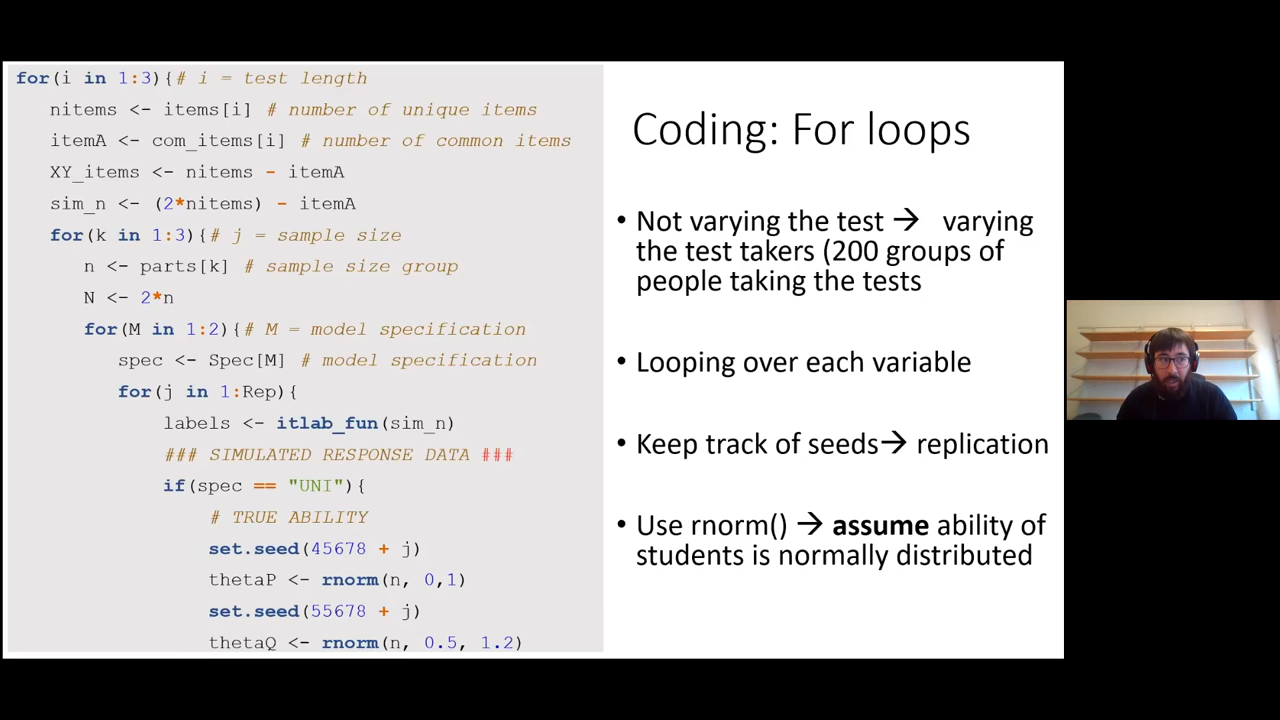 for(i in 1:3){# i = test length
nitems <- items[i] # number of unique items
itemA <- com_items[i] # number of common items
XY_items <- nitems - itemA
sim_n <- (2*nitems) - itemA
for(k in 1:3){# j = sample size
n <- parts[k] # sample size group
N <- 2*n
for(M in 1:2){# M = model specification
spec <- Spec[M] # model specification
for(j in 1:Rep){
labels <- itlab_fun(sim_n)
### SIMULATED RESPONSE DATA ###
if(spec == "UNI"){
# TRUE ABILITY
set.seed(45678 + j)
thetaP <- rnorm(n, 0,1)
set.seed(55678 + j)
thetaQ <- rnorm(n, 0.5, 1.2)
Coding: For loops
• Not varying the test → varying
the test takers (200 groups of
people taking the tests
• Looping over each variable
• Keep track of seeds→ replication
• Use rnorm() → assume ability of
students is normally distributed